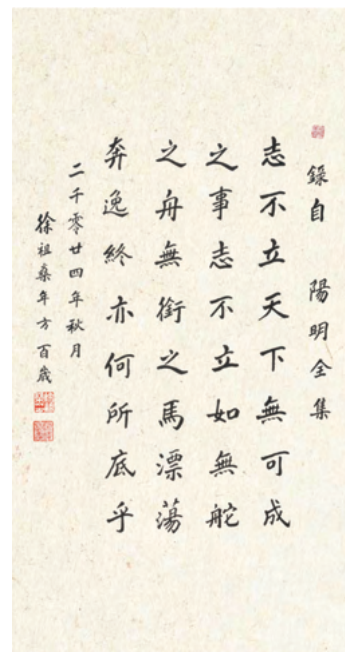 錄自 陽明全集
志不立天下無可成
之事志不立如無舵
之舟無銜之馬漂蕩
奔逸終亦何所底乎
二千零廿四年秋月
徐祖年方百歲